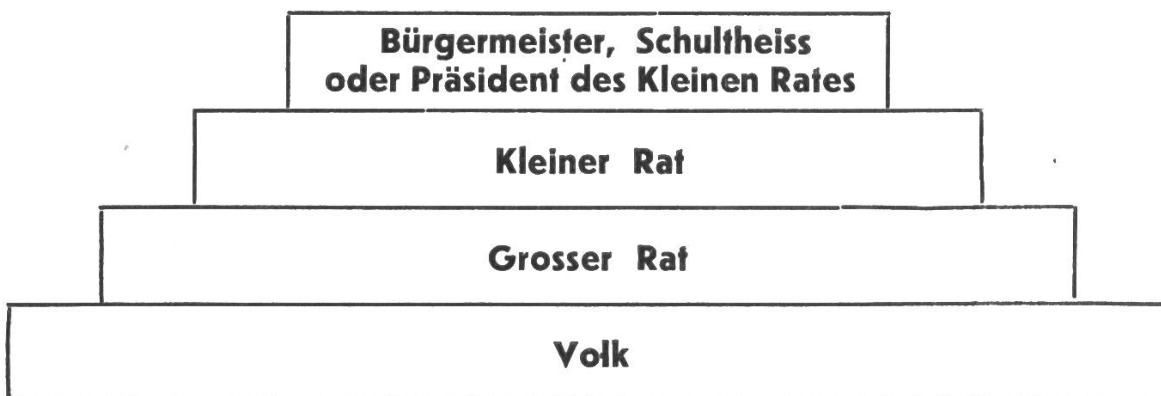 Bürgermeister, Schultheiss
oder Präsident des Kleinen Rates
Kleiner Rat
Grosser Rat
Volk